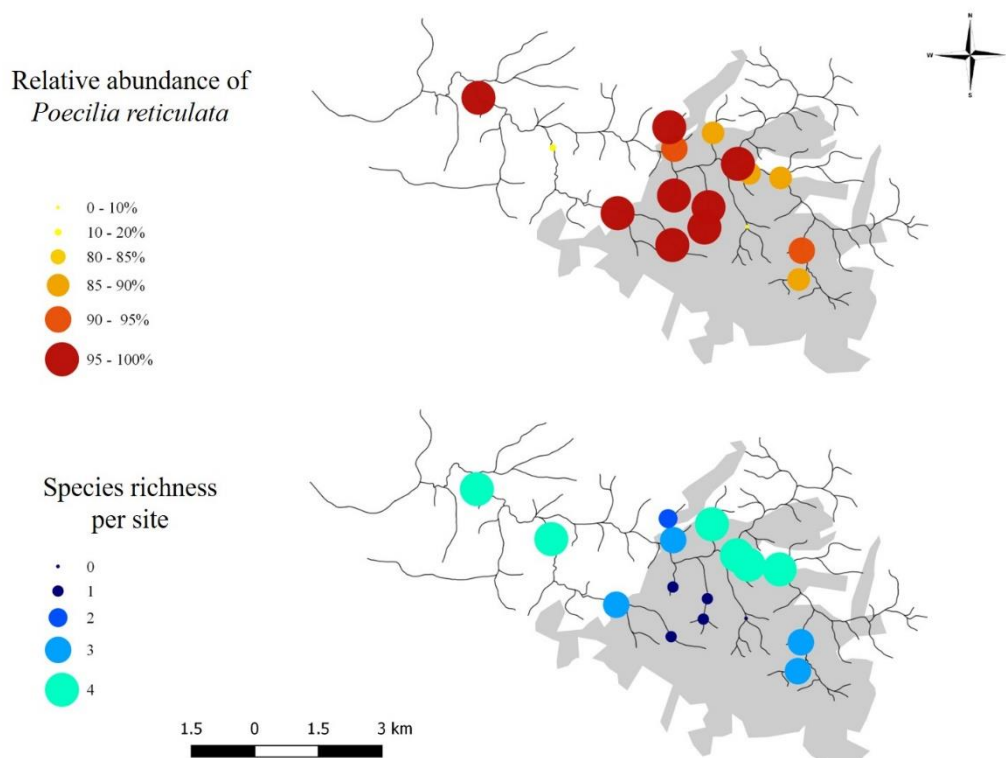 Relative abundance of
Poecilia reticulata
0 - 10%
10 - 20%
80 - 85%
85 - 90%
90 - 95%
95 - 100%
N
W
E
S
Species richness
per site
0
1
2
3
4
1.5 0 1.5 3 km